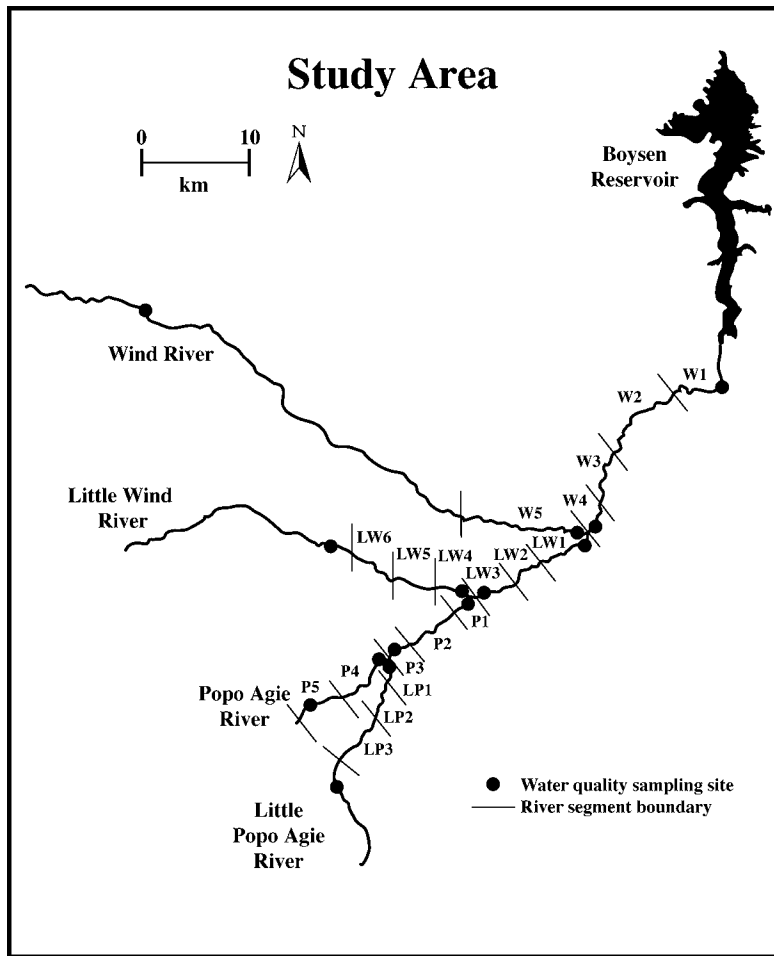 Study Area
0 10
km
N
Boysen
Reservoir
Wind River
W1
W2
W3
W4
W5
Little Wind
River
LW6
LW5
LW4
LW3
LW2
LW1
P1
P2
P3
P4
P5
Popo Agie
River
LP1
LP2
LP3
Little
Popo Agie
River
Water quality sampling site
River segment boundary